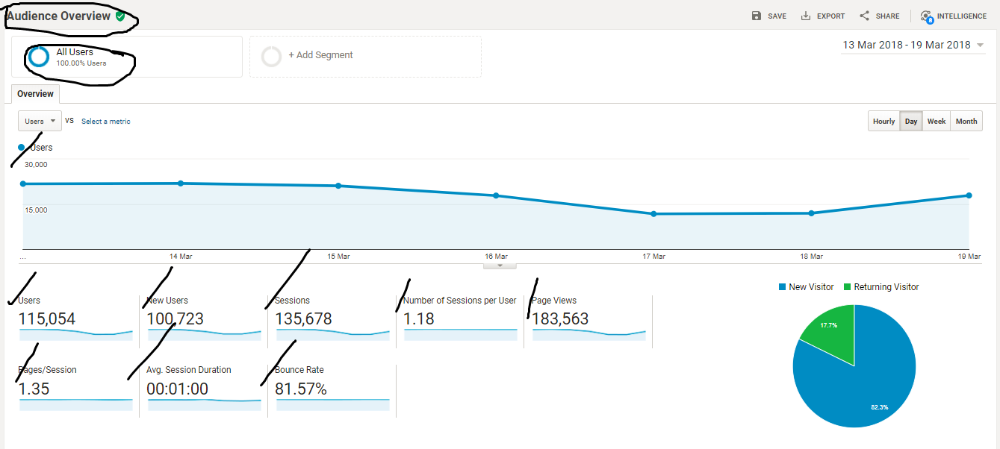 Audience Overview
SAVE EXPORT SHARE 8 INTELLIGENCE
All Users
100.00% Users
+ Add Segment
13 Mar 2018 - 19 Mar 2018
Overview
Users VS Select a metric
Hourly Day Week Month
Users
30,000
15,000
... 14 Mar 15 Mar 16 Mar 17 Mar 18 Mar 19 Mar
Users
115,054
New Users
100,723
Sessions
135,678
Number of Sessions per User
1.18
Page Views
183,563
Pages/Session
1.35
Avg. Session Duration
00:01:00
Bounce Rate
81.57%
New Visitor Returning Visitor
17.7%
82.3%